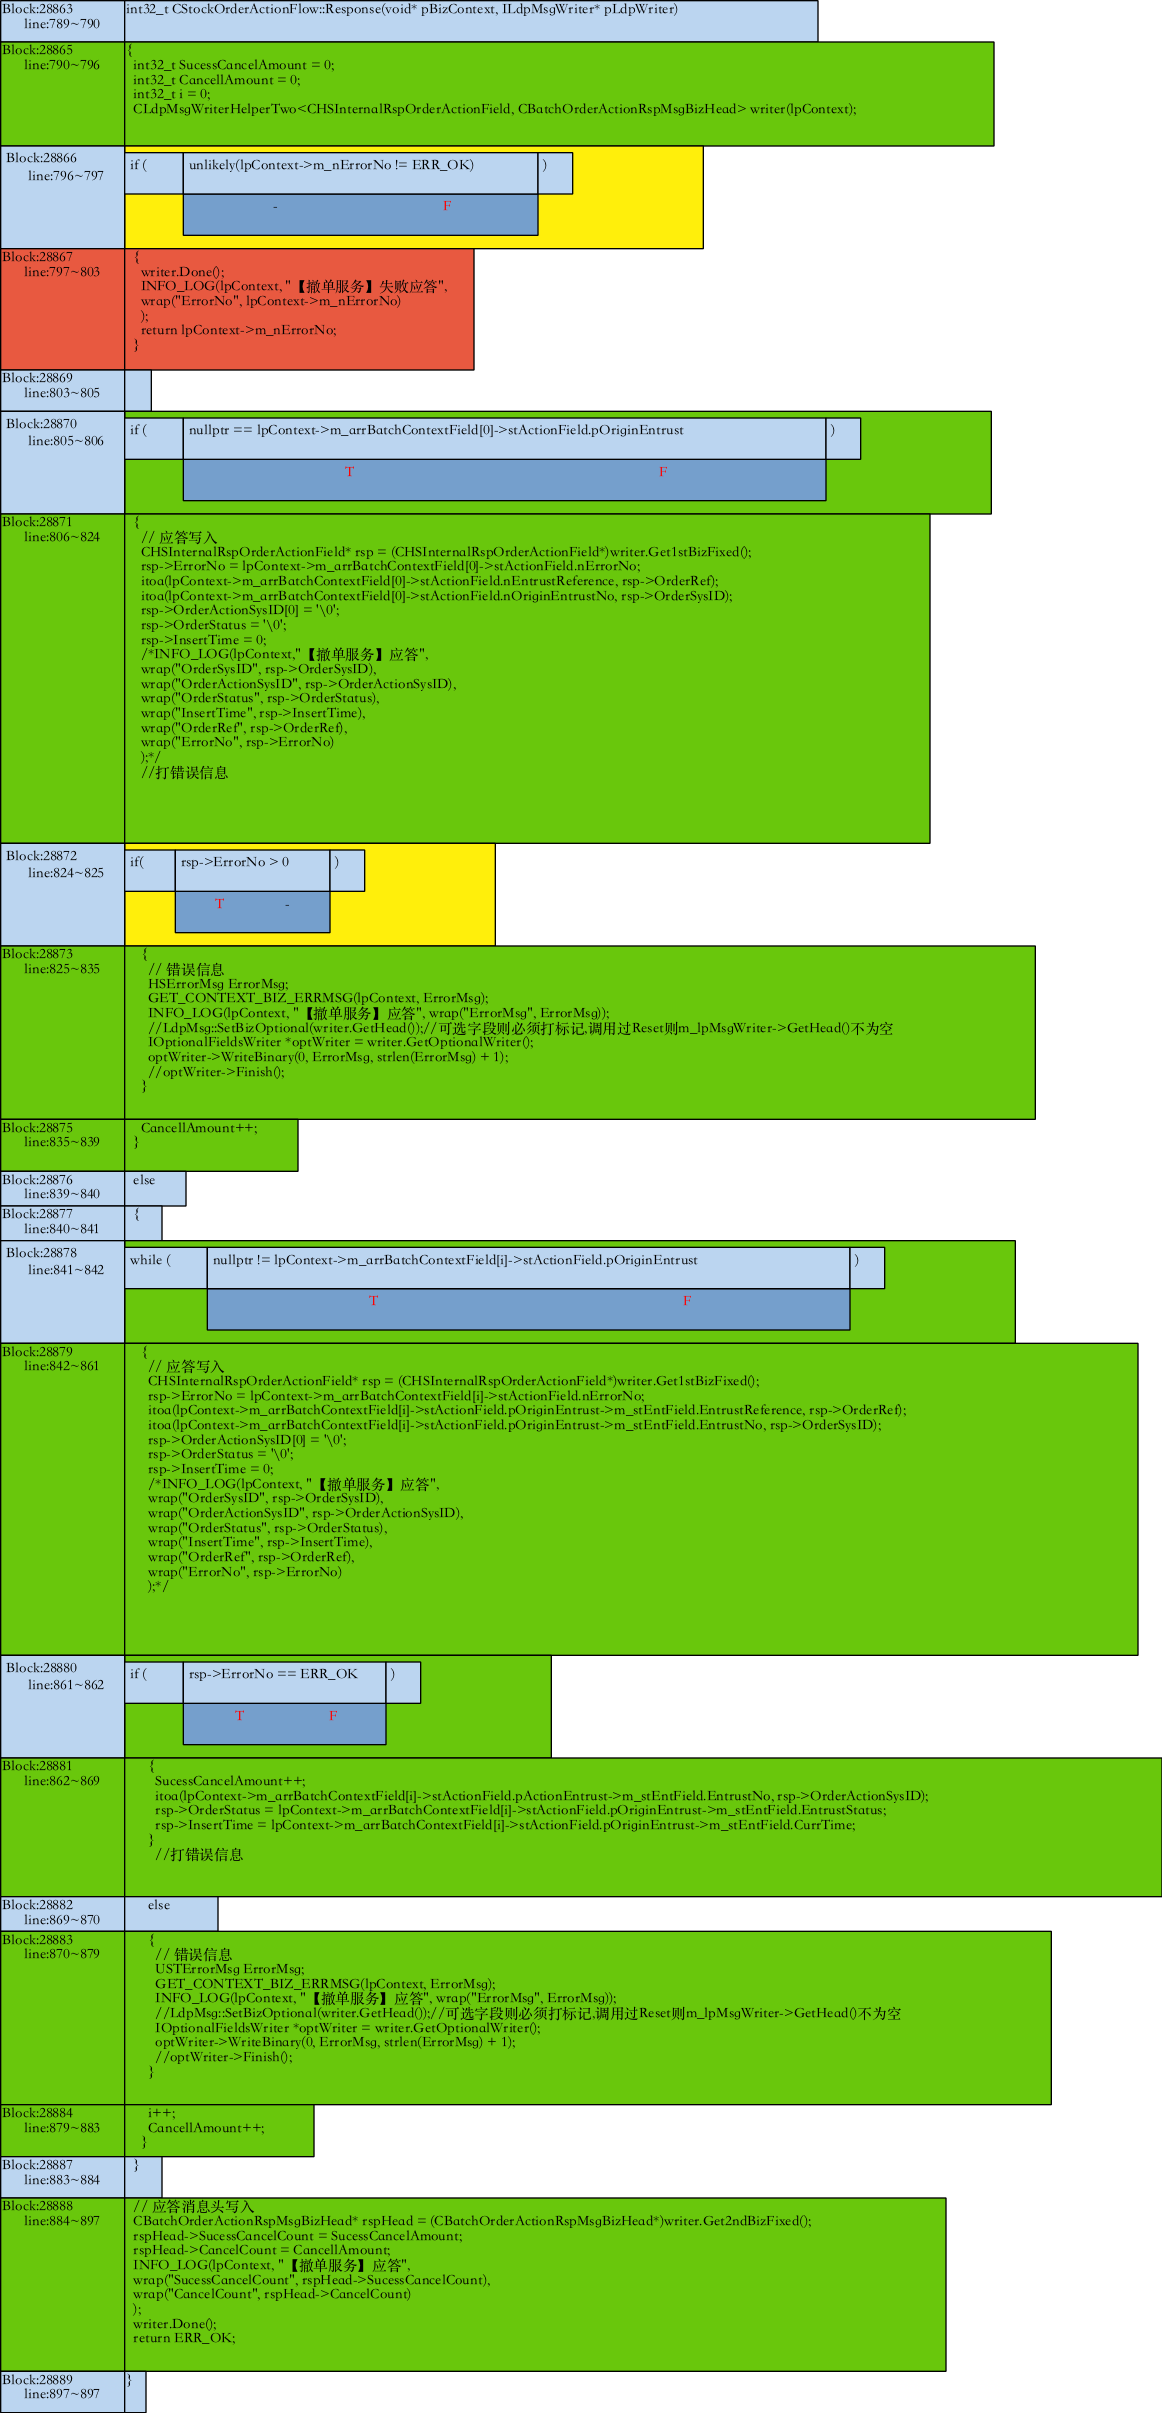 Block:28863
line:789~790
int32_t CStockOrderActionFlow::Response(void* pBizContext, ILdpMsgWriter* pLdpWriter)
Block:28865
line:790~796
{
int32_t SucessCancelAmount = 0;
int32_t CancellAmount = 0;
int32_t i = 0;
CLdpMsgWriterHelperTwo<CHSInternalRspOrderActionField, CBatchOrderActionRspMsgBizHead> writer(lpContext);
Block:28866
line:796~797
if ( unlikely(lpContext->m_nErrorNo != ERR_OK) )
- F
Block:28867
line:797~803
{
writer.Done();
INFO_LOG(lpContext, "【撤单服务】失败应答",
wrap("ErrorNo", lpContext->m_nErrorNo)
);
return lpContext->m_nErrorNo;
}
Block:28869
line:803~805
Block:28870
line:805~806
if ( nullptr == lpContext->m_arrBatchContextField[0]->stActionField.pOriginEntrust )
T F
Block:28871
line:806~824
{
// 应答写入
CHSInternalRspOrderActionField* rsp = (CHSInternalRspOrderActionField*)writer.Get1stBizFixed();
rsp->ErrorNo = lpContext->m_arrBatchContextField[0]->stActionField.nErrorNo;
itoa(lpContext->m_arrBatchContextField[0]->stActionField.nEntrustReference, rsp->OrderRef);
itoa(lpContext->m_arrBatchContextField[0]->stActionField.nOriginEntrustNo, rsp->OrderSysID);
rsp->OrderActionSysID[0] = '\0';
rsp->OrderStatus = '\0';
rsp->InsertTime = 0;
/*INFO_LOG(lpContext,"【撤单服务】应答",
wrap("OrderSysID", rsp->OrderSysID),
wrap("OrderActionSysID", rsp->OrderActionSysID),
wrap("OrderStatus", rsp->OrderStatus),
wrap("InsertTime", rsp->InsertTime),
wrap("OrderRef", rsp->OrderRef),
wrap("ErrorNo", rsp->ErrorNo)
);*/
//打错误信息
Block:28872
line:824~825
if( rsp->ErrorNo > 0 )
T -
Block:28873
line:825~835
{
// 错误信息
HSErrorMsg ErrorMsg;
GET_CONTEXT_BIZ_ERRMSG(lpContext, ErrorMsg);
INFO_LOG(lpContext, "【撤单服务】应答", wrap("ErrorMsg", ErrorMsg));
//LdpMsg::SetBizOptional(writer.GetHead());//可选字段则必须打标记,调用过Reset则m_lpMsgWriter->GetHead()不为空
IOptionalFieldsWriter *optWriter = writer.GetOptionalWriter();
optWriter->WriteBinary(0, ErrorMsg, strlen(ErrorMsg) + 1);
//optWriter->Finish();
}
Block:28875
line:835~839
CancellAmount++;
}
Block:28876
line:839~840
else
Block:28877
line:840~841
{
Block:28878
line:841~842
while ( nullptr != lpContext->m_arrBatchContextField[i]->stActionField.pOriginEntrust )
T F
Block:28879
line:842~861
{
// 应答写入
CHSInternalRspOrderActionField* rsp = (CHSInternalRspOrderActionField*)writer.Get1stBizFixed();
rsp->ErrorNo = lpContext->m_arrBatchContextField[i]->stActionField.nErrorNo;
itoa(lpContext->m_arrBatchContextField[i]->stActionField.pOriginEntrust->m_stEntField.EntrustReference, rsp->OrderRef);
itoa(lpContext->m_arrBatchContextField[i]->stActionField.pOriginEntrust->m_stEntField.EntrustNo, rsp->OrderSysID);
rsp->OrderActionSysID[0] = '\0';
rsp->OrderStatus = '\0';
rsp->InsertTime = 0;
/*INFO_LOG(lpContext, "【撤单服务】应答",
wrap("OrderSysID", rsp->OrderSysID),
wrap("OrderActionSysID", rsp->OrderActionSysID),
wrap("OrderStatus", rsp->OrderStatus),
wrap("InsertTime", rsp->InsertTime),
wrap("OrderRef", rsp->OrderRef),
wrap("ErrorNo", rsp->ErrorNo)
);*/
Block:28880
line:861~862
if ( rsp->ErrorNo == ERR_OK )
T F
Block:28881
line:862~869
{
SucessCancelAmount++;
itoa(lpContext->m_arrBatchContextField[i]->stActionField.pActionEntrust->m_stEntField.EntrustNo, rsp->OrderActionSysID);
rsp->OrderStatus = lpContext->m_arrBatchContextField[i]->stActionField.pOriginEntrust->m_stEntField.EntrustStatus;
rsp->InsertTime = lpContext->m_arrBatchContextField[i]->stActionField.pOriginEntrust->m_stEntField.CurrTime;
}
//打错误信息
Block:28882
line:869~870
else
Block:28883
line:870~879
{
// 错误信息
USTErrorMsg ErrorMsg;
GET_CONTEXT_BIZ_ERRMSG(lpContext, ErrorMsg);
INFO_LOG(lpContext, "【撤单服务】应答", wrap("ErrorMsg", ErrorMsg));
//LdpMsg::SetBizOptional(writer.GetHead());//可选字段则必须打标记,调用过Reset则m_lpMsgWriter->GetHead()不为空
IOptionalFieldsWriter *optWriter = writer.GetOptionalWriter();
optWriter->WriteBinary(0, ErrorMsg, strlen(ErrorMsg) + 1);
//optWriter->Finish();
}
Block:28884
line:879~883
i++;
CancellAmount++;
}
Block:28887
line:883~884
}
Block:28888
line:884~897
// 应答消息头写入
CBatchOrderActionRspMsgBizHead* rspHead = (CBatchOrderActionRspMsgBizHead*)writer.Get2ndBizFixed();
rspHead->SucessCancelCount = SucessCancelAmount;
rspHead->CancelCount = CancellAmount;
INFO_LOG(lpContext, "【撤单服务】应答",
wrap("SucessCancelCount", rspHead->SucessCancelCount),
wrap("CancelCount", rspHead->CancelCount)
);
writer.Done();
return ERR_OK;
Block:28889
line:897~897
}